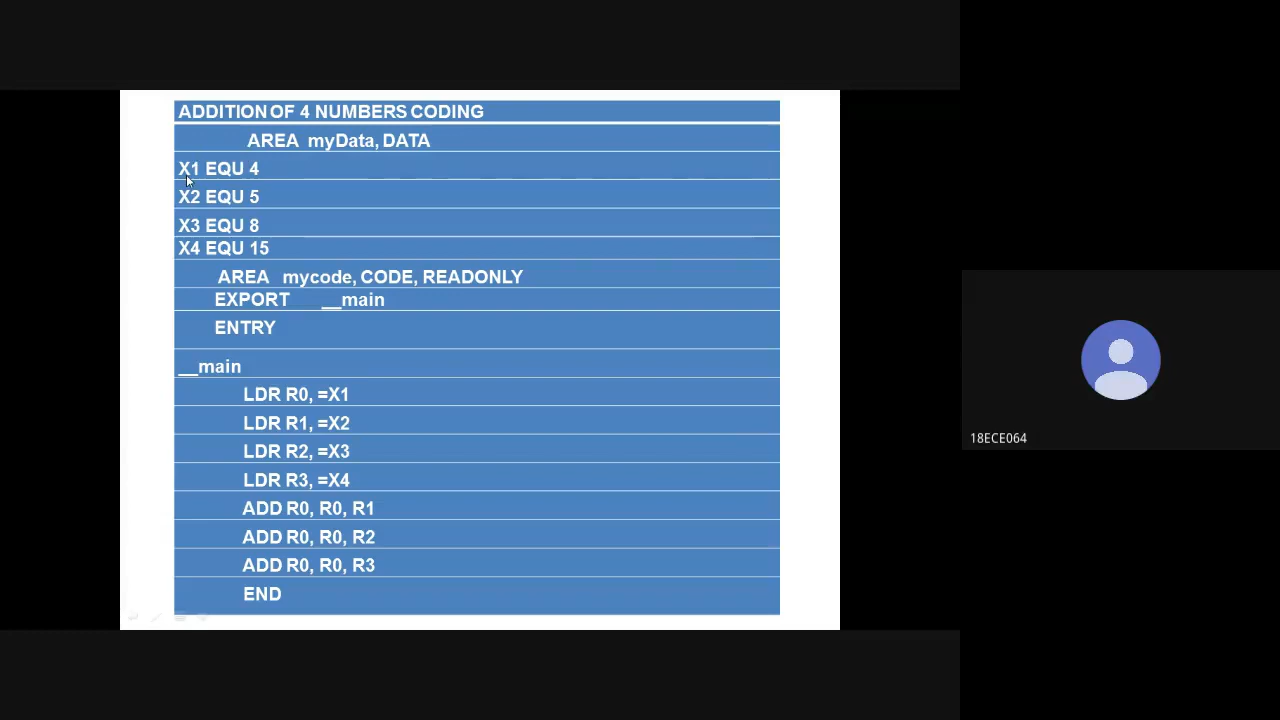 ADDITION OF 4 NUMBERS CODING
AREA myData, DATA
X1 EQU 4
X2 EQU 5
X3 EQU 8
X4 EQU 15
AREA mycode, CODE, READONLY
EXPORT __main
ENTRY
__main
LDR R0, =X1
LDR R1, =X2
LDR R2, =X3
LDR R3, =X4
ADD R0, R0, R1
ADD R0, R0, R2
ADD R0, R0, R3
END
18ECE064